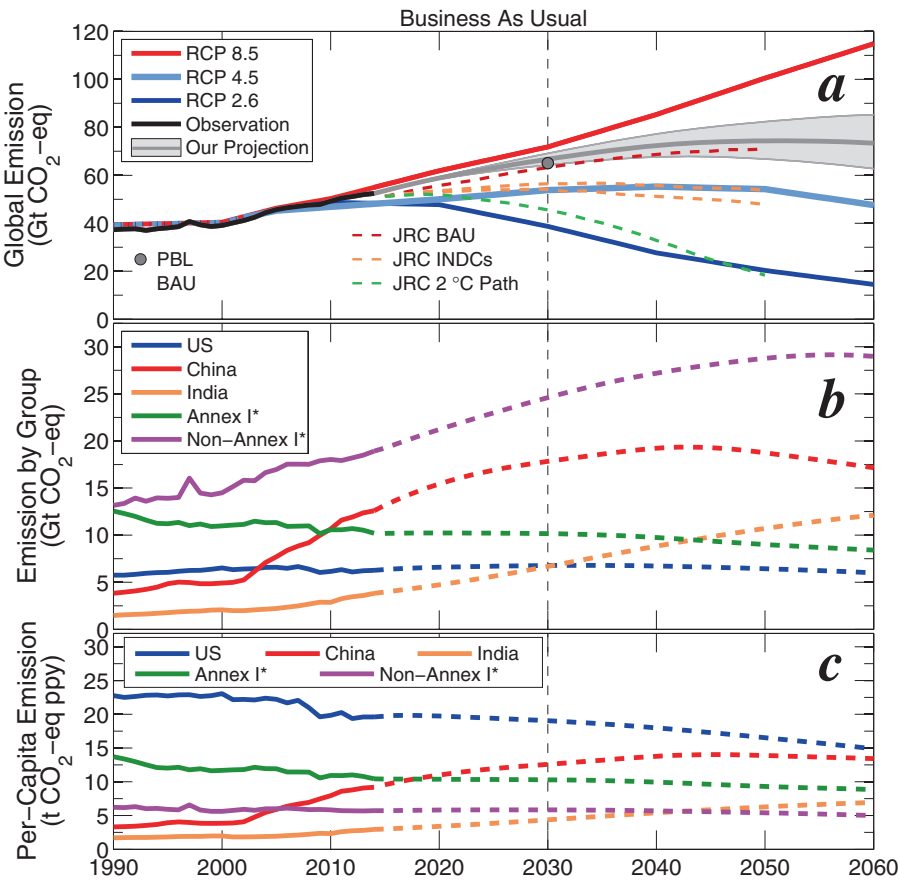 Business As Usual
120
100
80
60
40
20
0
Global Emission
(Gt CO2−eq)
RCP 8.5
RCP 4.5
RCP 2.6
Observation
Our Projection
a
PBL
BAU
JRC BAU
JRC INDCs
JRC 2 °C Path
30
25
20
15
10
5
0
Emission by Group
(Gt CO2−eq)
US
China
India
Annex I*
Non−Annex I*
b
30
25
20
15
10
5
0
Per−Capita Emission
(t CO2−eq ppy)
US China India
Annex I* Non−Annex I*
c
1990 2000 2010 2020 2030 2040 2050 2060